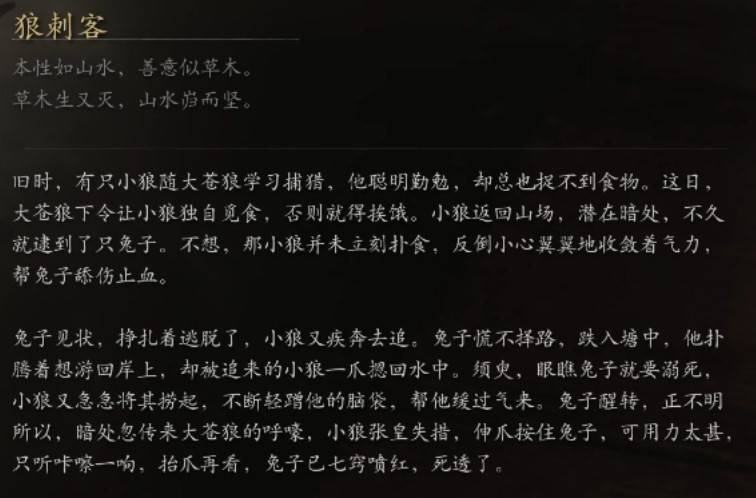 狼刺客
本性如山水，善意似草木。
草木生又灭，山水岿而坚。
旧时，有只小狼随大苍狼学习捕猎，他聪明勤勉，却总也捉不到食物。这日，
大苍狼下令让小狼独自觅食，否则就得挨饿。小狼返回山场，潜在暗处，不久
就逮到了只兔子。不想，那小狼并未立刻扑食，反倒小心翼翼地收敛着气力，
帮兔子舔伤止血。
兔子见状，挣扎着逃脱了，小狼又疾奔去追。兔子慌不择路，跌入塘中，他扑
腾着想游回岸上，却被追来的小狼一爪摁回水中。须臾，眼瞧兔子就要溺死，
小狼又急急将其捞起，不断轻蹭他的脑袋，帮他缓过气来。兔子醒转，正不明
所以，暗处忽传来大苍狼的呼嚎，小狼张皇失措，伸爪按住兔子，可用力太甚，
只听咔嚓一响，抬爪再看，兔子已七窍喷红，死透了。